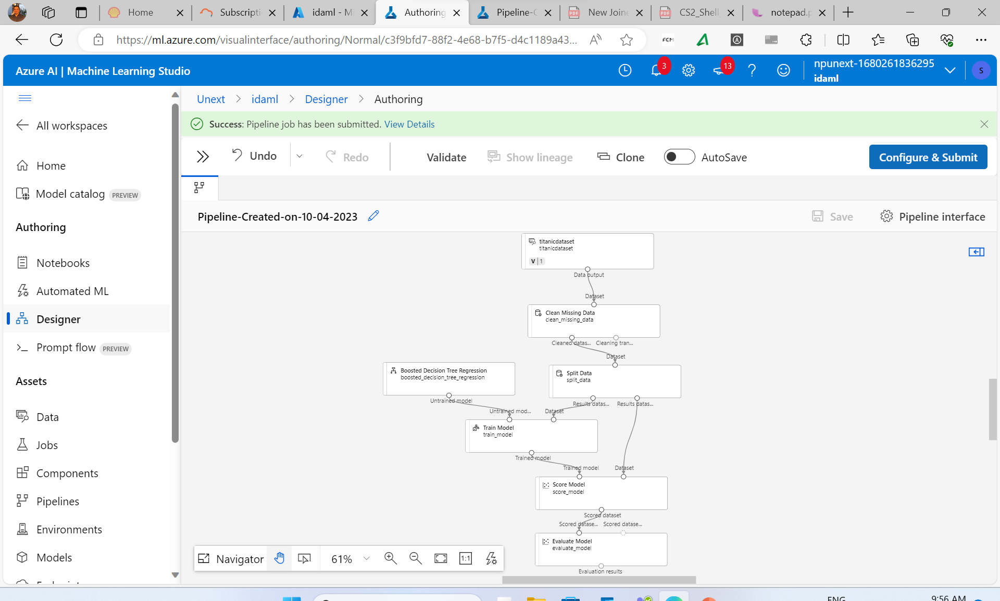 Home
Subscripti
idaml - Mi
Authoring
Pipeline-C
New Joine
CS2_Shell
notepad.p
https://ml.azure.com/visualinterface/authoring/Normal/c3f9bfd7-88f2-4e68-b7f5-d4c1189a43...
FCM
Azure AI | Machine Learning Studio
3
13
npunext-1680261836295
idaml
S
Unext > idaml > Designer > Authoring
All workspaces
Success: Pipeline job has been submitted. View Details
Undo
Redo
Validate
Show lineage
Clone
AutoSave
Configure & Submit
Home
Model catalog PREVIEW
Authoring
Notebooks
Automated ML
Designer
Prompt flow PREVIEW
Assets
Data
Jobs
Components
Pipelines
Environments
Models
Pipeline-Created-on-10-04-2023
Save
Pipeline interface
titanicdataset
titanicdataset
V 1
Data output
Dataset
Clean Missing Data
clean_missing_data
Cleaned datas... Cleaning tran...
Dataset
Boosted Decision Tree Regression
boosted_decision_tree_regression
Split Data
split_data
Untrained model
Results datas... Results datas...
Untrained mod... Dataset
Train Model
train_model
Trained model
Trained model Dataset
Score Model
score_model
Scored dataset
Scored datase... Scored datase...
Evaluate Model
evaluate_model
Evaluation results
Navigator
61%
1:1
ENG
9:56 AM